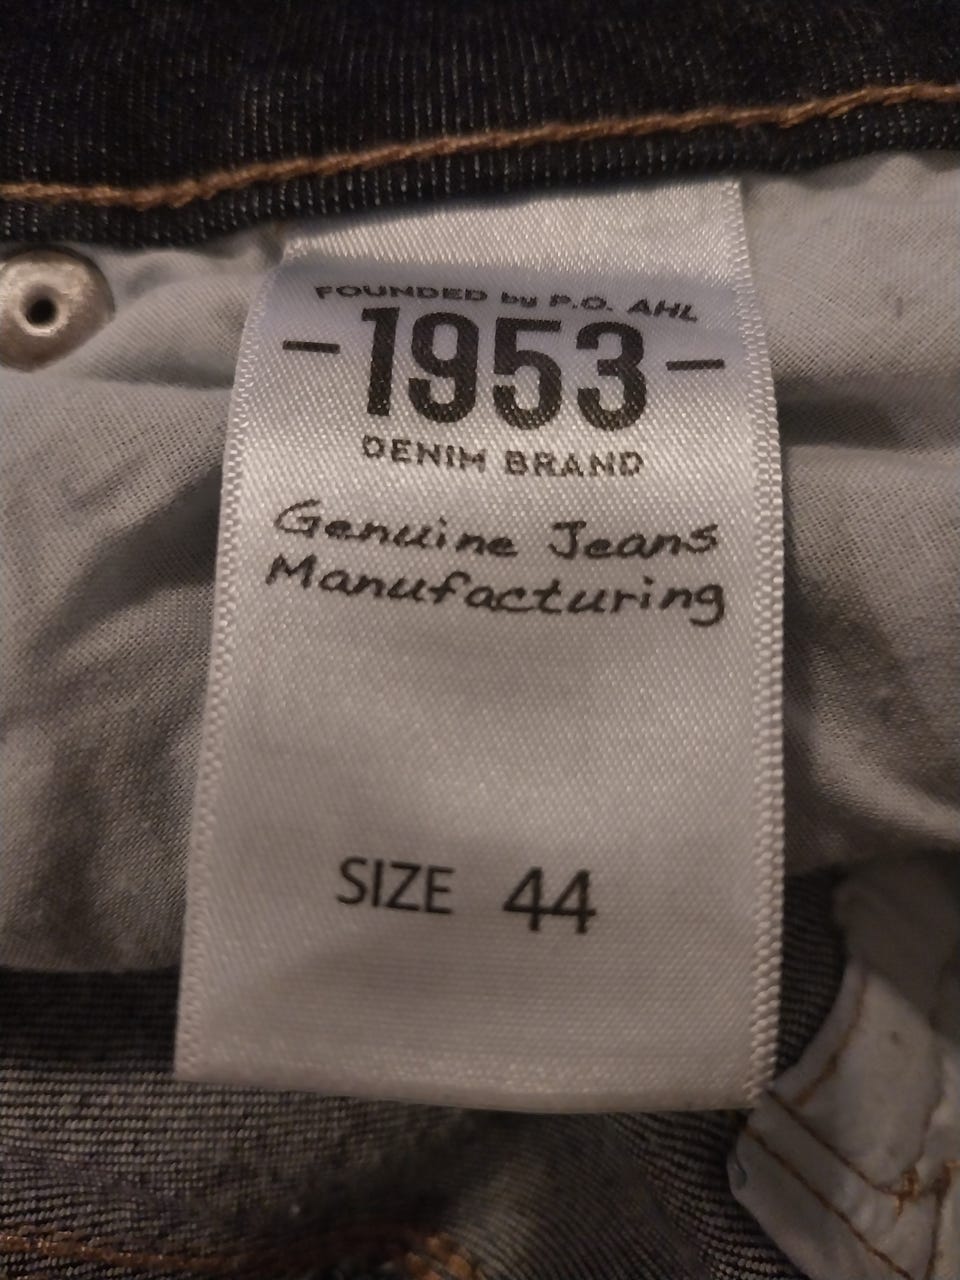 FOUNDED by P.O. AHL
-1953-
DENIM BRAND
Genuine Jeans
Manufacturing
SIZE 44